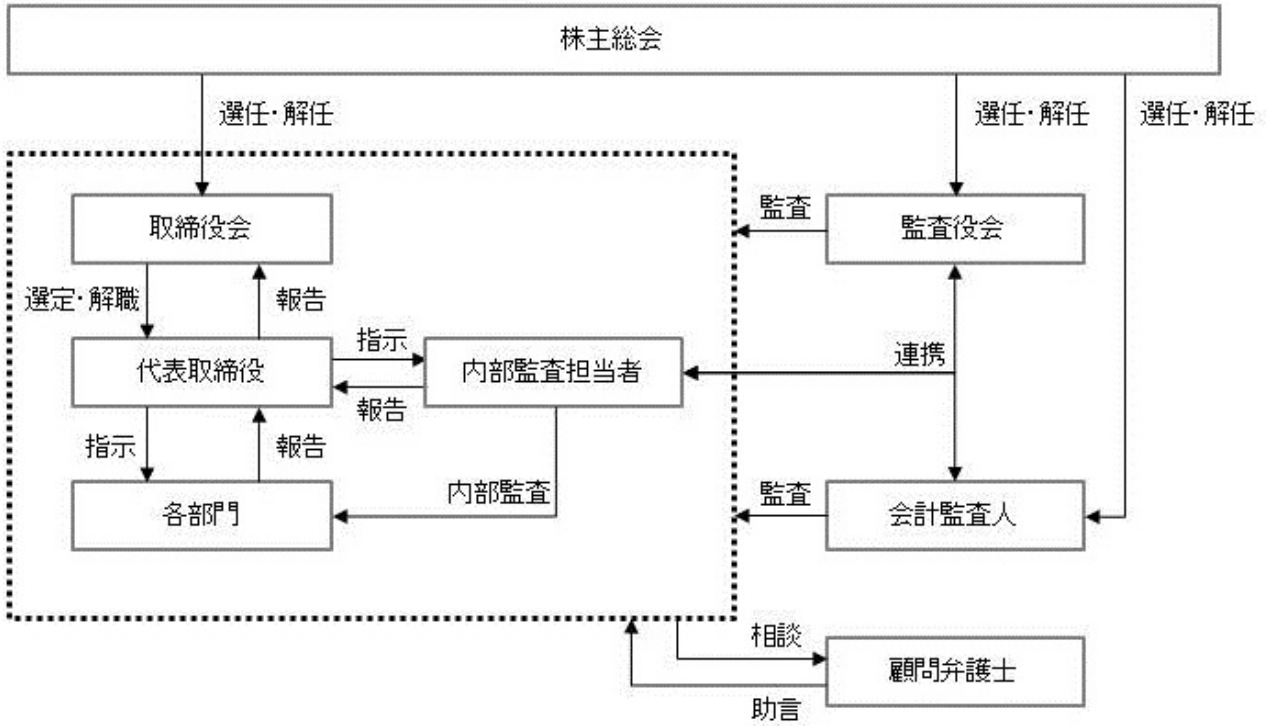 株主総会
選任・解任
選任・解任
選任・解任
取締役会
監査
監査役会
選定・解職
報告
指示
代表取締役
内部監査担当者
連携
報告
指示
報告
内部監査
監査
各部門
会計監査人
相談
顧問弁護士
助言